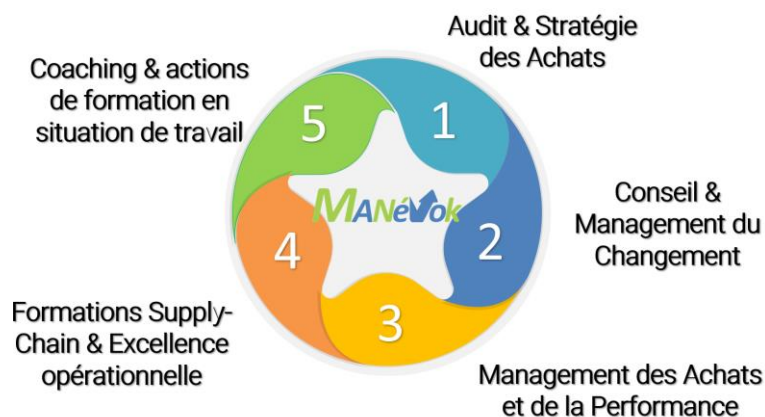 Audit & Stratégie
des Achats
1
Conseil &
Management du
Changement
2
Management des Achats
et de la Performance
3
Formations Supply-
Chain & Excellence
opérationnelle
4
Coaching & actions
de formation en
situation de travail
5
MANéVok